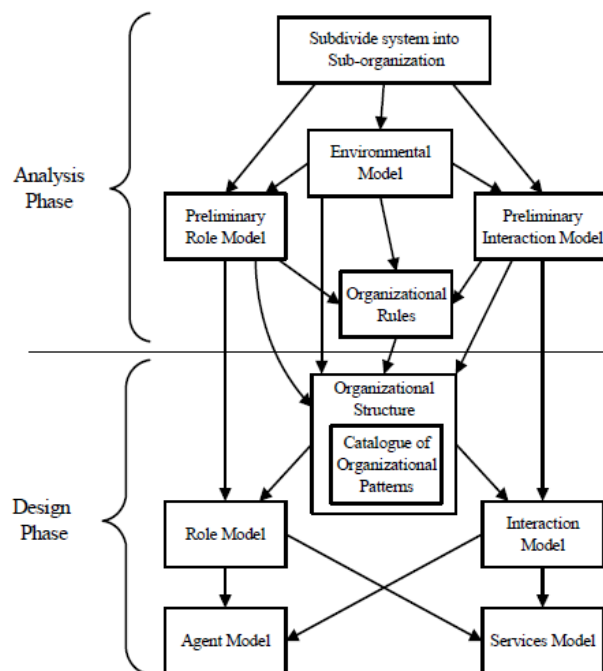 Subdivide system into
Sub-organization
Environmental
Model
Analysis
Phase
Preliminary
Role Model
Preliminary
Interaction Model
Organizational
Rules
Organizational
Structure
Catalogue of
Organizational
Patterns
Design
Phase
Role Model
Interaction
Model
Agent Model
Services Model